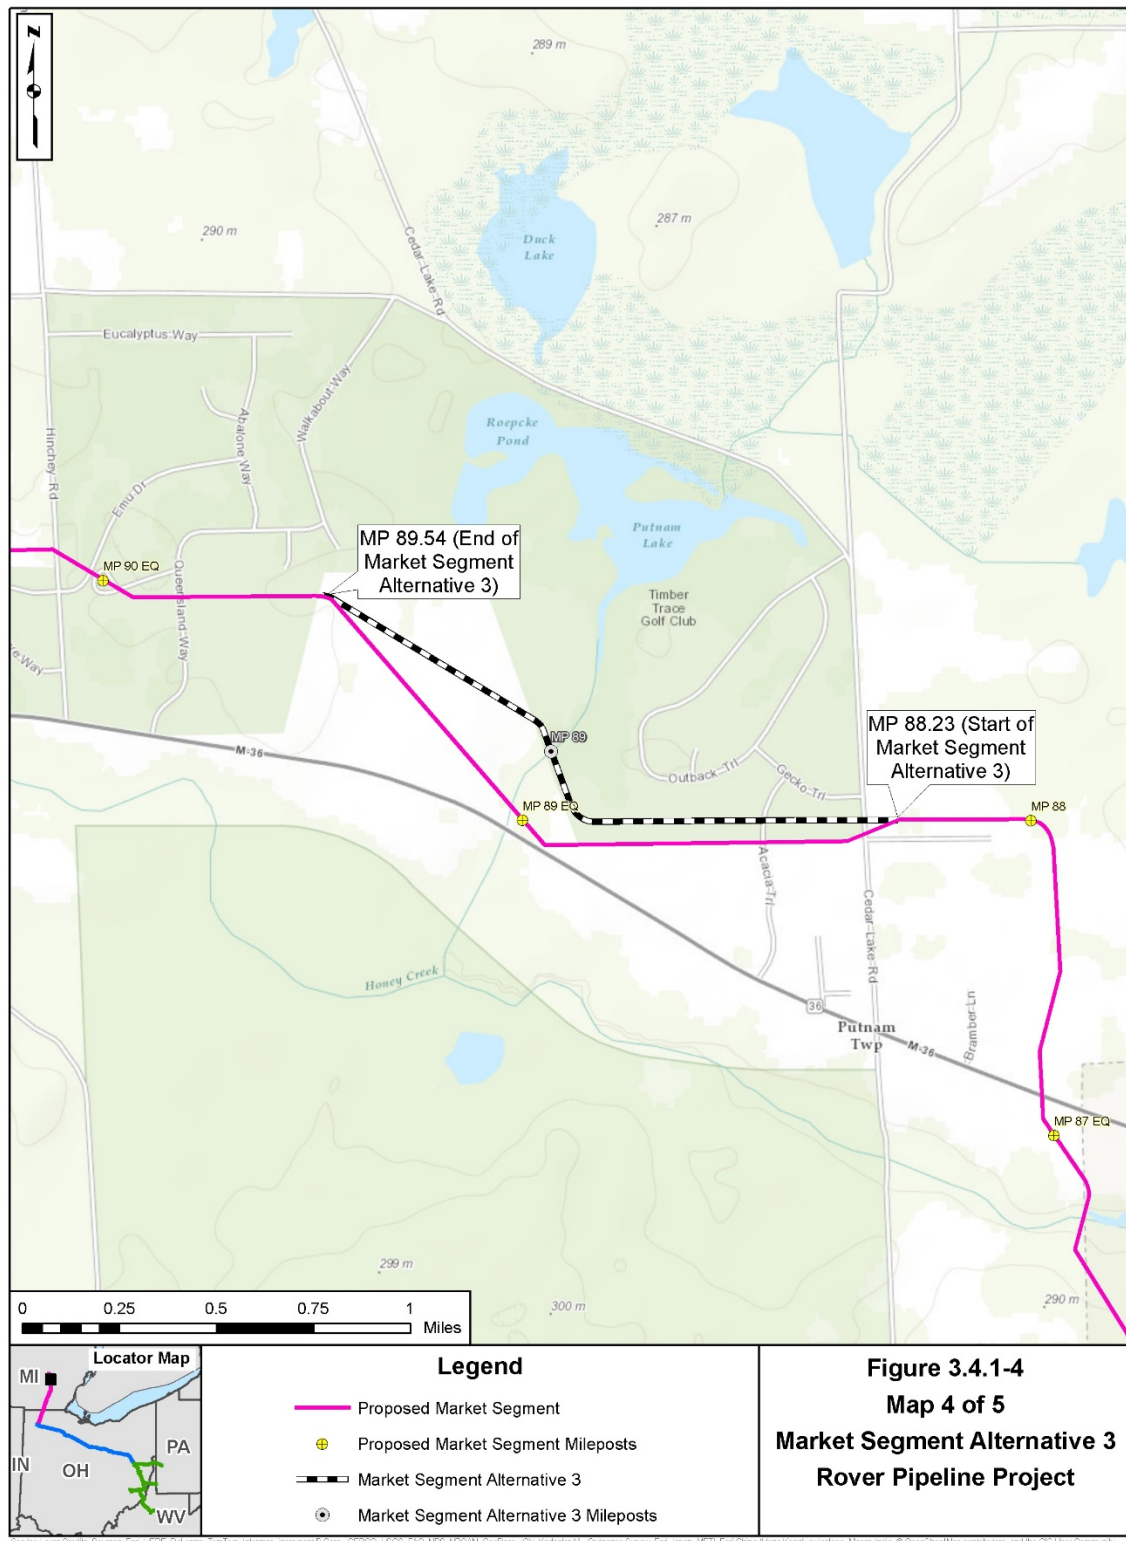 N
289 m
290 m
287 m
Duck
Lake
Cedar-Lake-Rd
Eucalyptus Way
Walkabout-Way
Abalone Way
Hinchey-Rd
Emu-Dr
Roepcke
Pond
Putnam
Lake
MP 89.54 (End of
Market Segment
Alternative 3)
MP 90 EQ
Queensland-Way
Timber
Trace
Golf Club
ke-Way
M-36
MP 89
MP 88.23 (Start of
Market Segment
Alternative 3)
Outback-Trl
Gecko-Trl
MP 89 EQ
MP 88
Acacia-Trl
Cedar-Lake-Rd
Honey Creek
36
Putnam
Twp
M-36
Bramber-Ln
MP 87 EQ
299 m
300 m
290 m
0 0.25 0.5 0.75 1
Miles
Locator Map
MI
IN
OH
PA
WV
Legend
Proposed Market Segment
Proposed Market Segment Mileposts
Market Segment Alternative 3
Market Segment Alternative 3 Mileposts
Figure 3.4.1-4
Map 4 of 5
Market Segment Alternative 3
Rover Pipeline Project